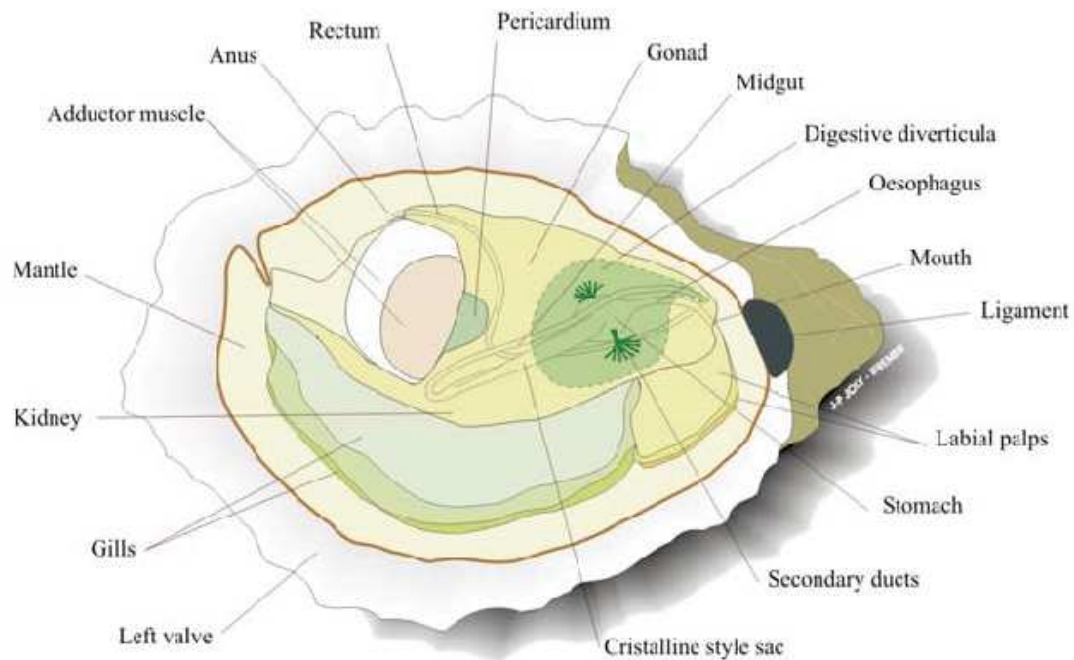 Pericardium
Rectum
Gonad
Anus
Midgut
Adductor muscle
Digestive diverticula
Oesophagus
Mantle
Mouth
Ligament
Kidney
Labial palps
Stomach
Gills
Secondary ducts
Left valve
Cristalline style sac